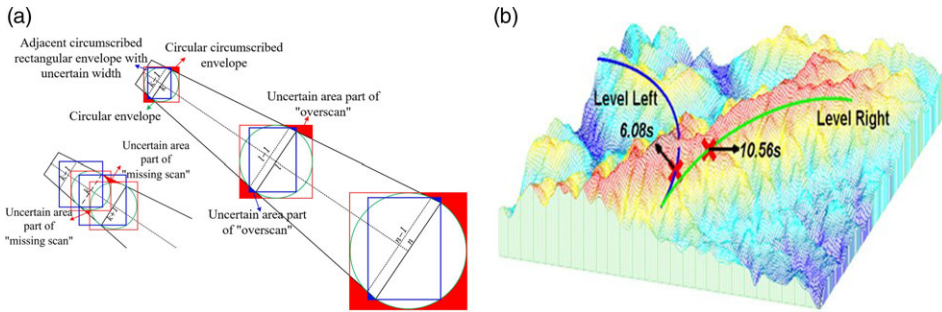 (a)
Adjacent circumscribed
rectangular envelope with
uncertain width
Circular circumscribed
envelope
Circular envelope
Uncertain area part of
"overscan"
i-1
i
Uncertain area
part of
"missing scan"
Uncertain area
part of
"missing scan"
Uncertain area part
of "overscan"
n-1
n
(b)
Level Left
6.08s
Level Right
10.56s